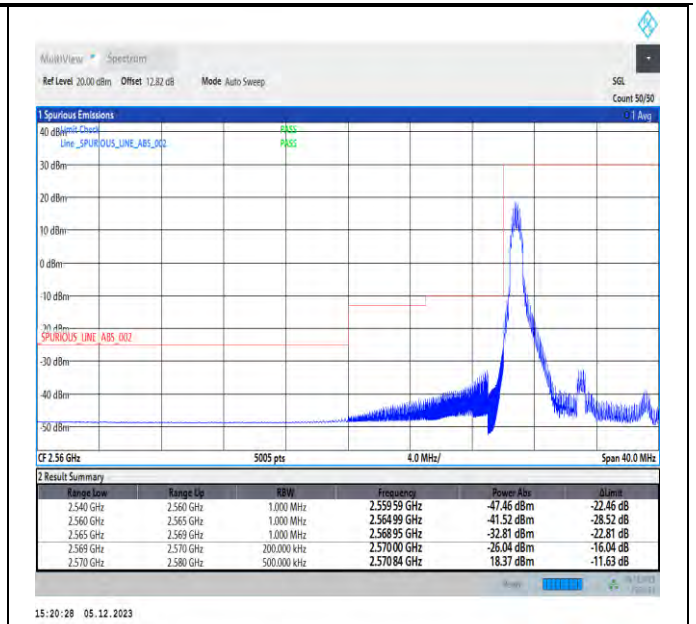 MultiView Spectrum
Ref Level 20.00 dBm Offset 12.82 dB Mode Auto Sweep SGL
Count 50/50
1 Spurious Emissions 1 Avg
40 dBm Limit Check PASS
Line _SPURIOUS_LINE_ABS_002 PASS
30 dBm
20 dBm
10 dBm
0 dBm
-10 dBm
-20 dBm
_SPURIOUS_LINE_ABS_002
-30 dBm
-40 dBm
-50 dBm
CF 2.56 GHz 5005 pts 4.0 MHz/ Span 40.0 MHz
2 Result Summary
Range Low Range Up RBW Frequency Power Abs ΔLimit
2.540 GHz 2.560 GHz 1.000 MHz 2.559 59 GHz -47.46 dBm -22.46 dB
2.560 GHz 2.565 GHz 1.000 MHz 2.564 99 GHz -41.52 dBm -28.52 dB
2.565 GHz 2.569 GHz 1.000 MHz 2.568 95 GHz -32.81 dBm -22.81 dB
2.569 GHz 2.570 GHz 200.000 kHz 2.570 00 GHz -26.04 dBm -16.04 dB
2.570 GHz 2.580 GHz 500.000 kHz 2.570 84 GHz 18.37 dBm -11.63 dB
15:20:28 05.12.2023